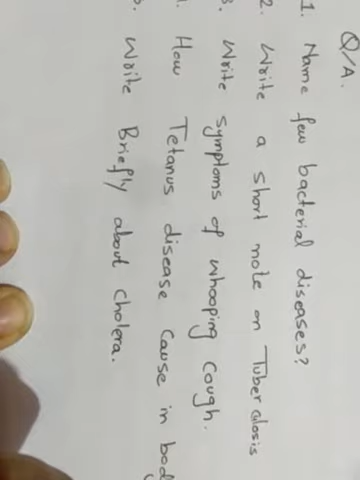 Q/A.
1. Name few bacterial diseases?
2. Write a short note on Tuberculosis
3. Write symptoms of whooping cough.
. How Tetanus disease cause in bod
. Write Briefly about cholera.